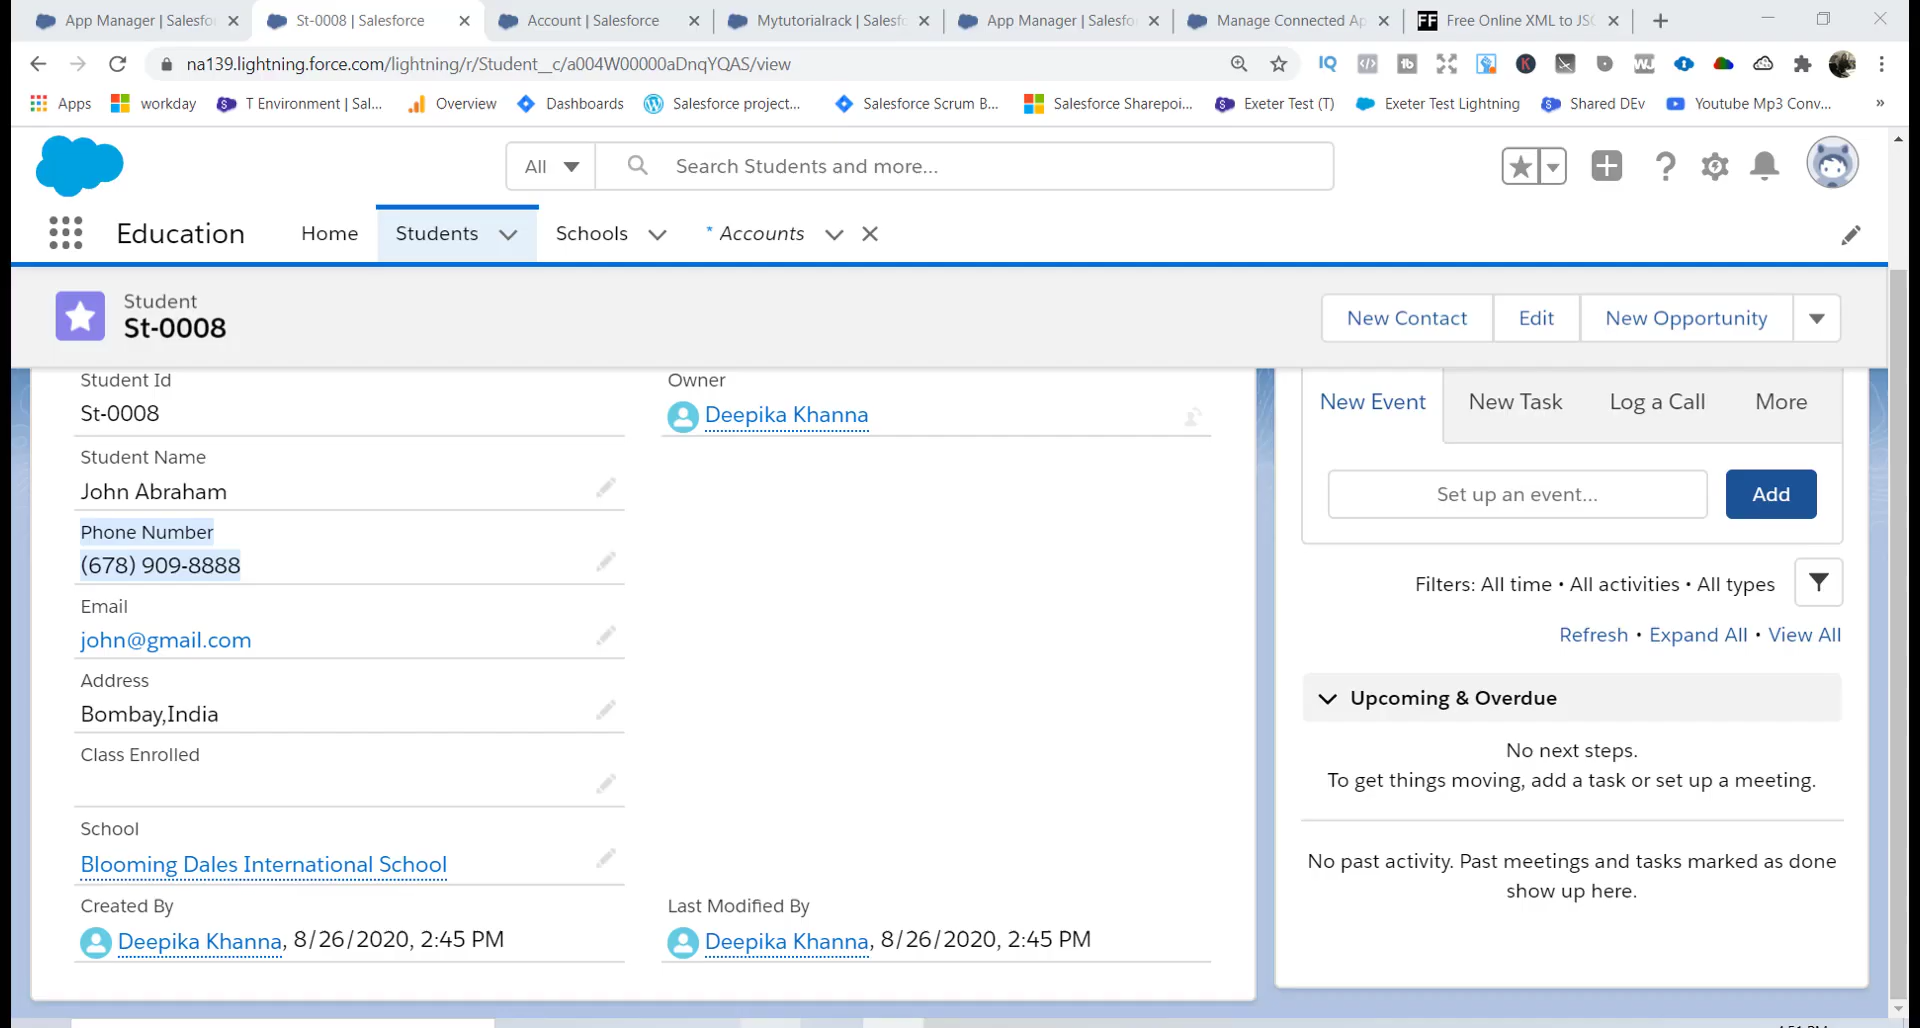 App Manager | Salesfo
St-0008 | Salesforce
Account | Salesforce
Mytutorialrack | Salesf
App Manager | Salesfo
Manage Connected Ap
FF Free Online XML to JSO
na139.lightning.force.com/lightning/r/Student__c/a004W00000aDnqYQAS/view
IQ
Apps
workday
T Environment | Sal...
Overview
Dashboards
Salesforce project...
Salesforce Scrum B...
Salesforce Sharepoi...
Exeter Test (T)
Exeter Test Lightning
Shared DEv
Youtube Mp3 Conv...
»
All
Search Students and more...
Education
Home
Students
Schools
* Accounts
Student
St-0008
New Contact
Edit
New Opportunity
Student Id
St-0008
Owner
Deepika Khanna
Student Name
John Abraham
Phone Number
(678) 909-8888
Email
john@gmail.com
Address
Bombay,India
Class Enrolled
School
Blooming Dales International School
Created By
Deepika Khanna, 8/26/2020, 2:45 PM
Last Modified By
Deepika Khanna, 8/26/2020, 2:45 PM
New Event
New Task
Log a Call
More
Set up an event...
Add
Filters: All time • All activities • All types
Refresh • Expand All • View All
Upcoming & Overdue
No next steps.
To get things moving, add a task or set up a meeting.
No past activity. Past meetings and tasks marked as done
show up here.